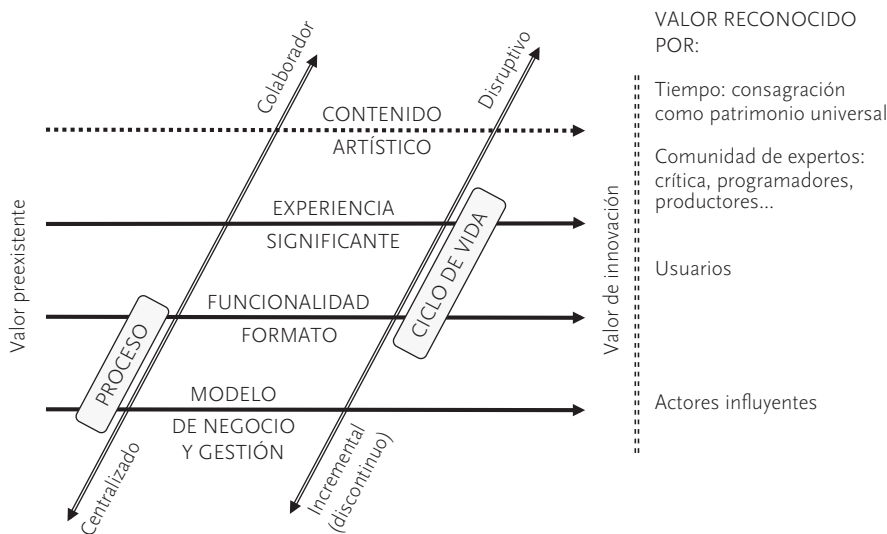 VALOR RECONOCIDO
POR:
Colaborador
Disruptivo
Tiempo: consagración
como patrimonio universal
CONTENIDO
ARTÍSTICO
Comunidad de expertos:
crítica, programadores,
productores...
Valor preexistente
EXPERIENCIA
SIGNIFICANTE
CICLO DE VIDA
Valor de innovación
Usuarios
FUNCIONALIDAD
FORMATO
PROCESO
MODELO
DE NEGOCIO
Y GESTIÓN
Actores influyentes
Centralizado
Incremental
(discontinuo)